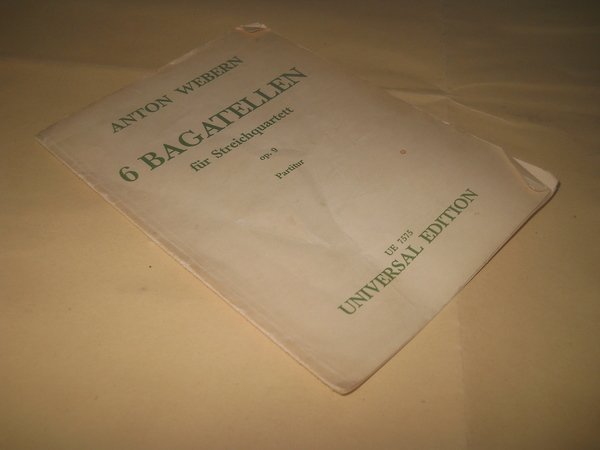 ANTON WEBERN
6 BAGATELLEN
für Streichquartett
op. 9
Partitur
UE 7575
UNIVERSAL EDITION